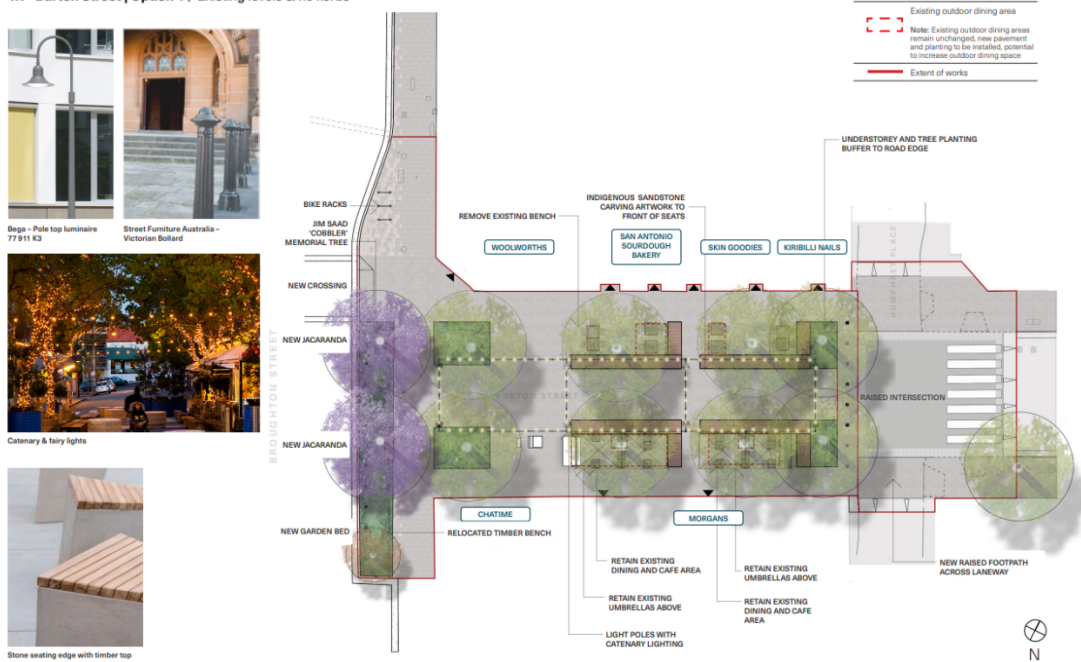 Existing outdoor dining area
Note: Existing outdoor dining areas
remain unchanged, new pavement
and planting to be installed, potential
to increase outdoor dining space
Extent of works
Bega – Pole top luminaire
77 911 K3
Street Furniture Australia –
Victorian Bollard
Catenary & fairy lights
Stone seating edge with timber top
UNDERSTOREY AND TREE PLANTING
BUFFER TO ROAD EDGE
BIKE RACKS
JIM SAAD
'COBBLER'
MEMORIAL TREE
NEW CROSSING
NEW JACARANDA
NEW JACARANDA
NEW GARDEN BED
REMOVE EXISTING BENCH
INDIGENOUS SANDSTONE
CARVING ARTWORK TO
FRONT OF SEATS
WOOLWORTHS
SAN ANTONIO
SOURDOUGH
BAKERY
SKIN GOODIES
KIRIBILLI NAILS
HUMPHREY PLACE
BROUGHTON STREET
BURTON STREET
RAISED INTERSECTION
CHATIME
MORGANS
RELOCATED TIMBER BENCH
RETAIN EXISTING
DINING AND CAFE AREA
RETAIN EXISTING
UMBRELLAS ABOVE
LIGHT POLES WITH
CATENARY LIGHTING
RETAIN EXISTING
UMBRELLAS ABOVE
RETAIN EXISTING
DINING AND CAFE
AREA
NEW RAISED FOOTPATH
ACROSS LANEWAY
N